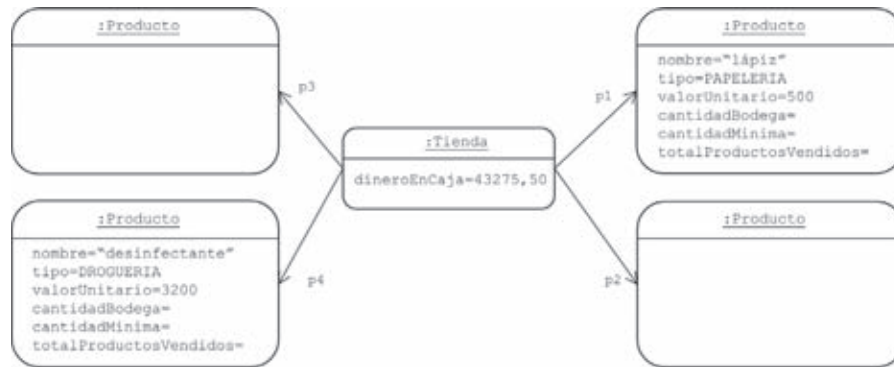 :Producto
p3
:Producto
nombre="lápiz"
tipo=PAPELERIA
valorUnitario=500
cantidadBodega=
cantidadMinima=
totalProductosVendidos=
p1
:Tienda
dineroEnCaja=43275,50
:Producto
nombre="desinfectante"
tipo=DROGUERIA
valorUnitario=3200
cantidadBodega=
cantidadMinima=
totalProductosVendidos=
p4
:Producto
p2